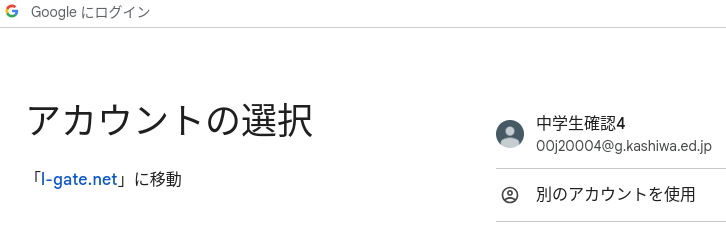 Google にログイン
アカウントの選択
「l-gate.net」に移動
中学生確認4
00j20004@g.kashiwa.ed.jp
別のアカウントを使用